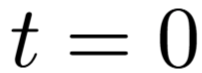 t = 0